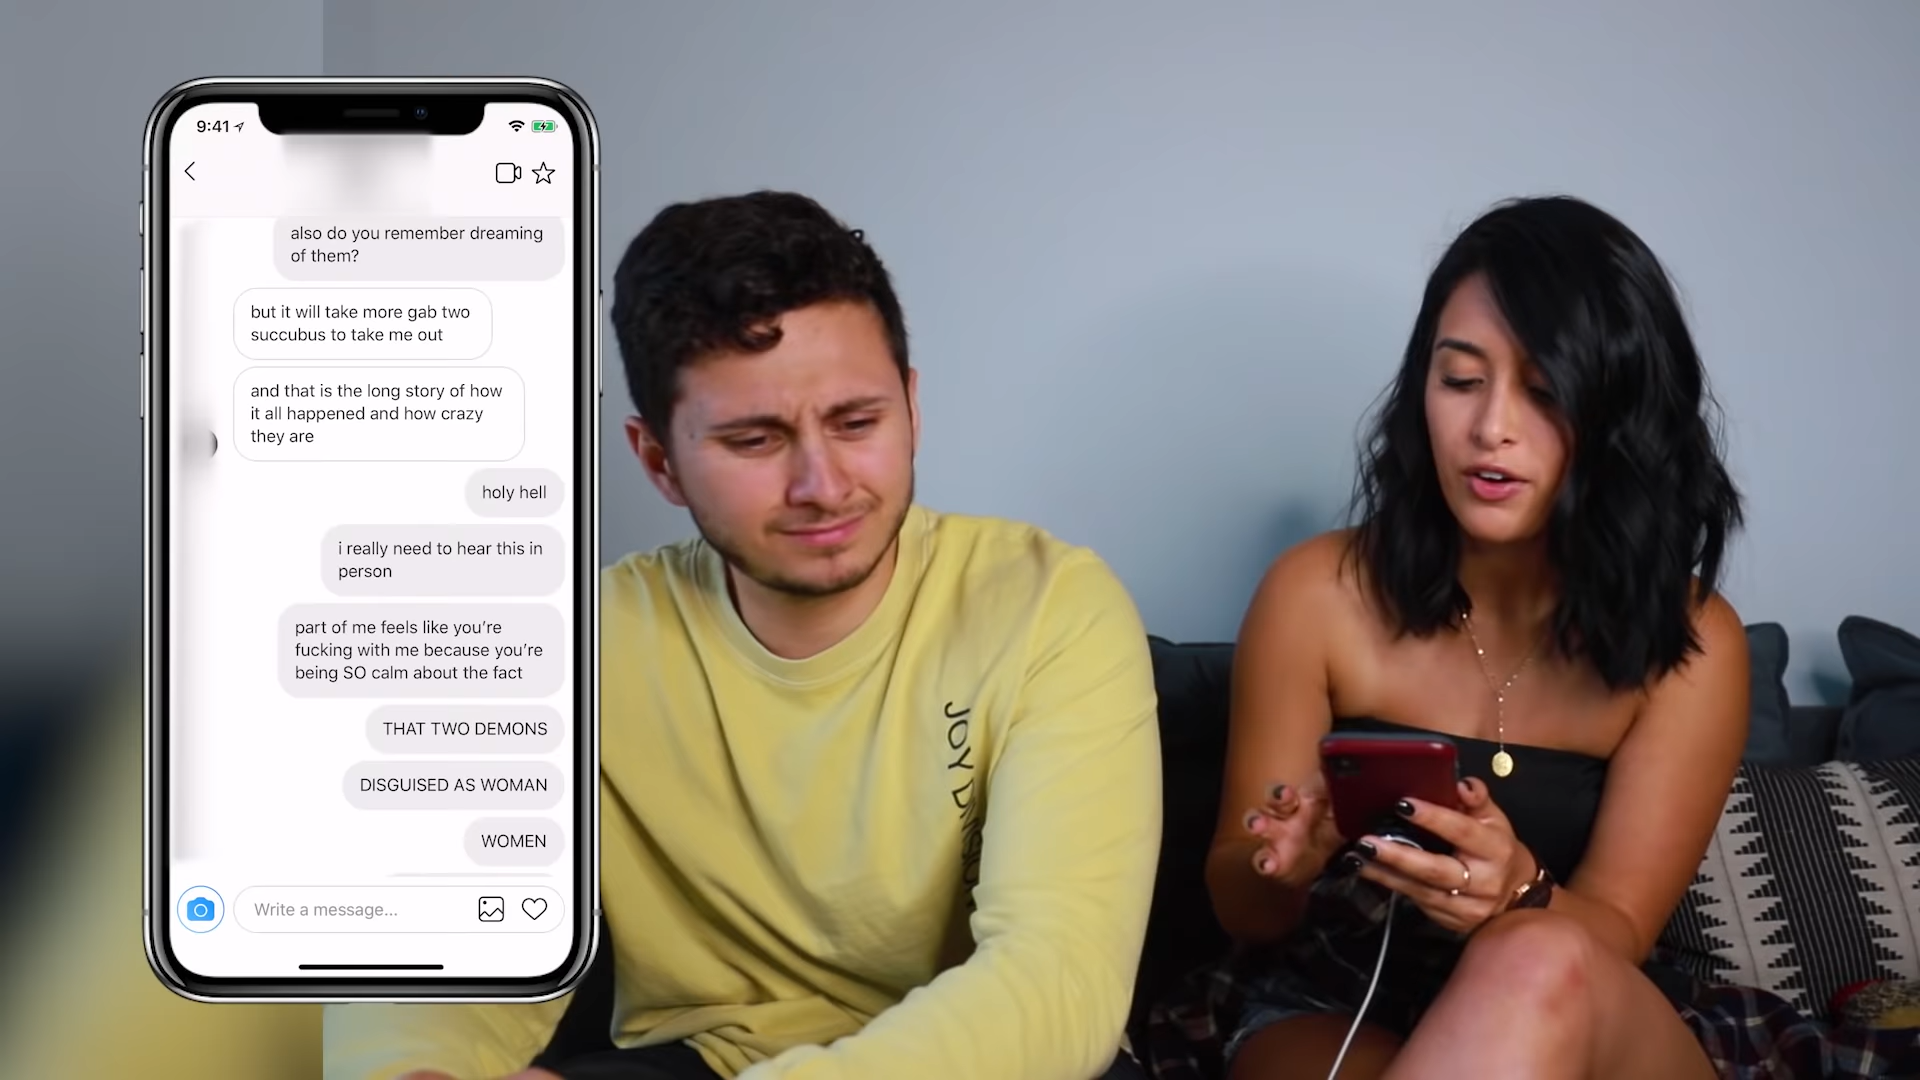 9:41
also do you remember dreaming
of them?
but it will take more gab two
succubus to take me out
and that is the long story of how
it all happened and how crazy
they are
holy hell
i really need to hear this in
person
part of me feels like you're
fucking with me because you're
being SO calm about the fact
THAT TWO DEMONS
DISGUISED AS WOMAN
WOMEN
Write a message...
JOY DIVISION